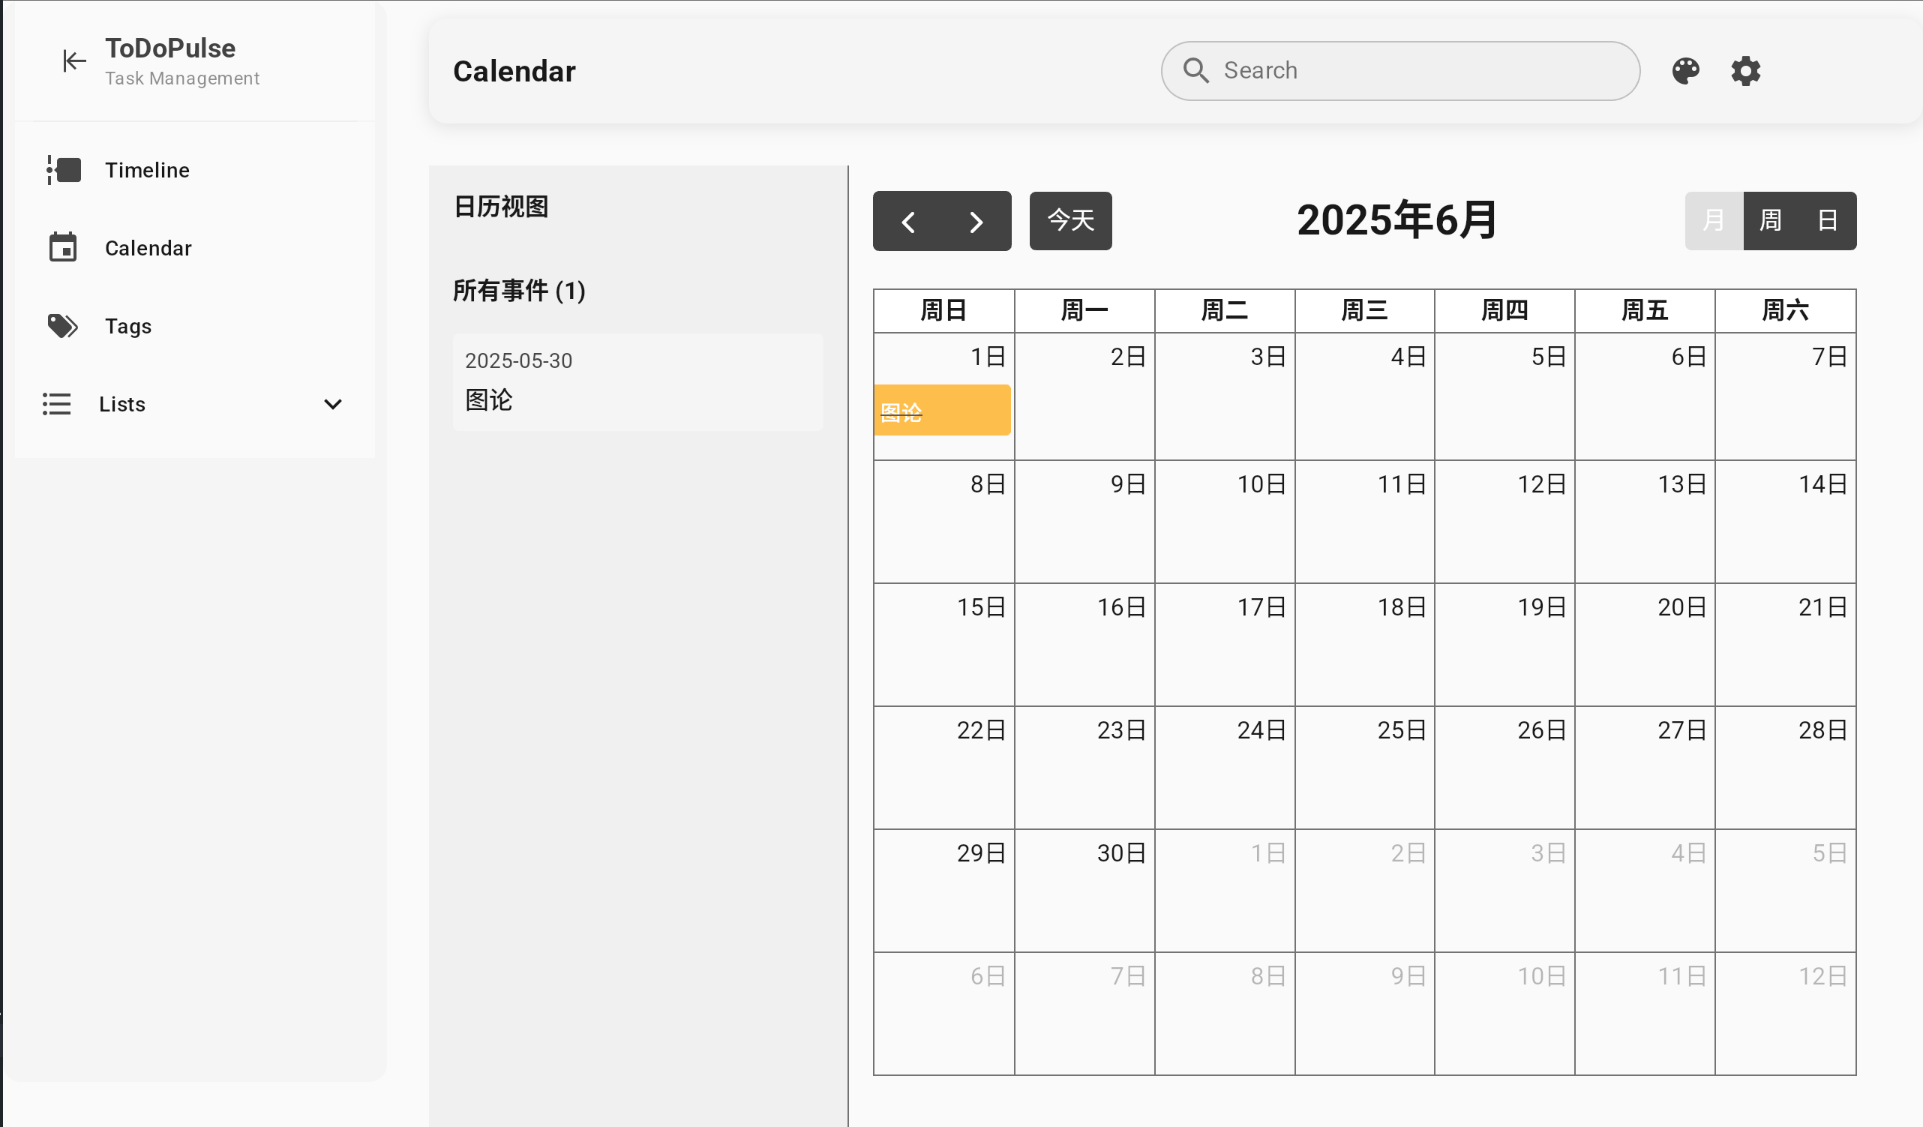 ToDoPulse
Task Management
Timeline
Calendar
Tags
Lists
Calendar
Search
日历视图
所有事件 (1)
2025-05-30
图论
今天
2025年6月
月 周 日
周日 周一 周二 周三 周四 周五 周六
1日 2日 3日 4日 5日 6日 7日
图论
8日 9日 10日 11日 12日 13日 14日
15日 16日 17日 18日 19日 20日 21日
22日 23日 24日 25日 26日 27日 28日
29日 30日 1日 2日 3日 4日 5日
6日 7日 8日 9日 10日 11日 12日